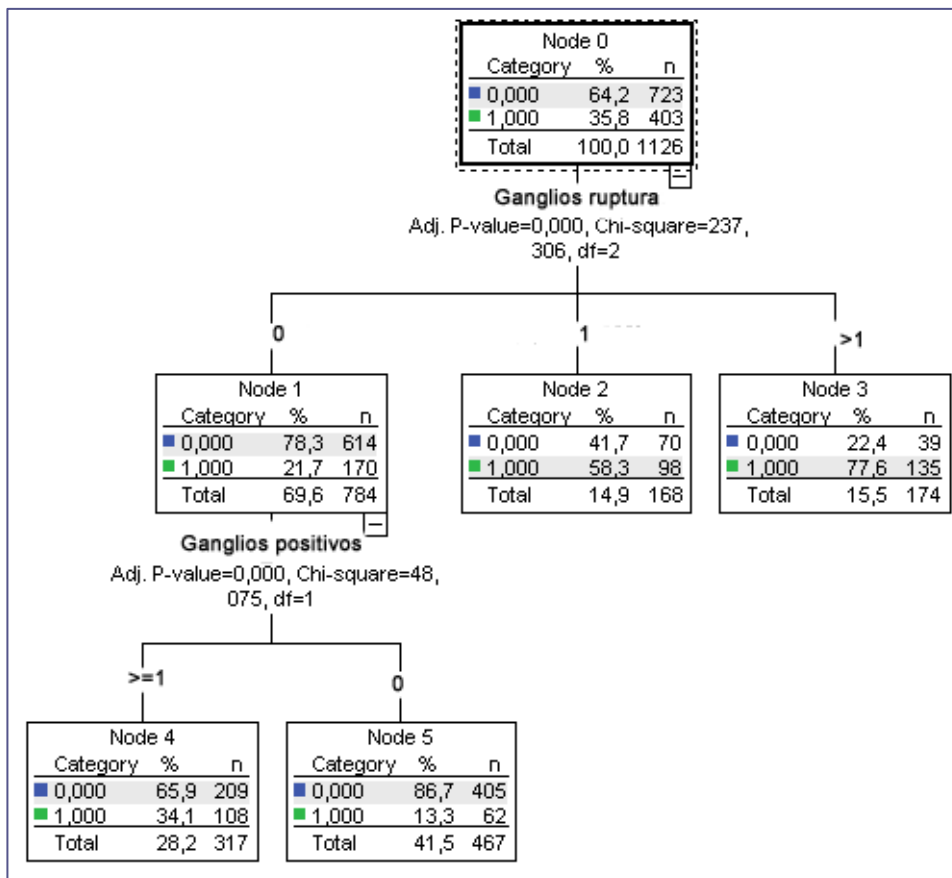 Node 0
Category % n
0,000 64,2 723
1,000 35,8 403
Total 100,0 1126
Ganglios ruptura
Adj. P-value=0,000, Chi-square=237,
306, df=2
0
1
>1
Node 1
Category % n
0,000 78,3 614
1,000 21,7 170
Total 69,6 784
Node 2
Category % n
0,000 41,7 70
1,000 58,3 98
Total 14,9 168
Node 3
Category % n
0,000 22,4 39
1,000 77,6 135
Total 15,5 174
Ganglios positivos
Adj. P-value=0,000, Chi-square=48,
075, df=1
>=1
0
Node 4
Category % n
0,000 65,9 209
1,000 34,1 108
Total 28,2 317
Node 5
Category % n
0,000 86,7 405
1,000 13,3 62
Total 41,5 467